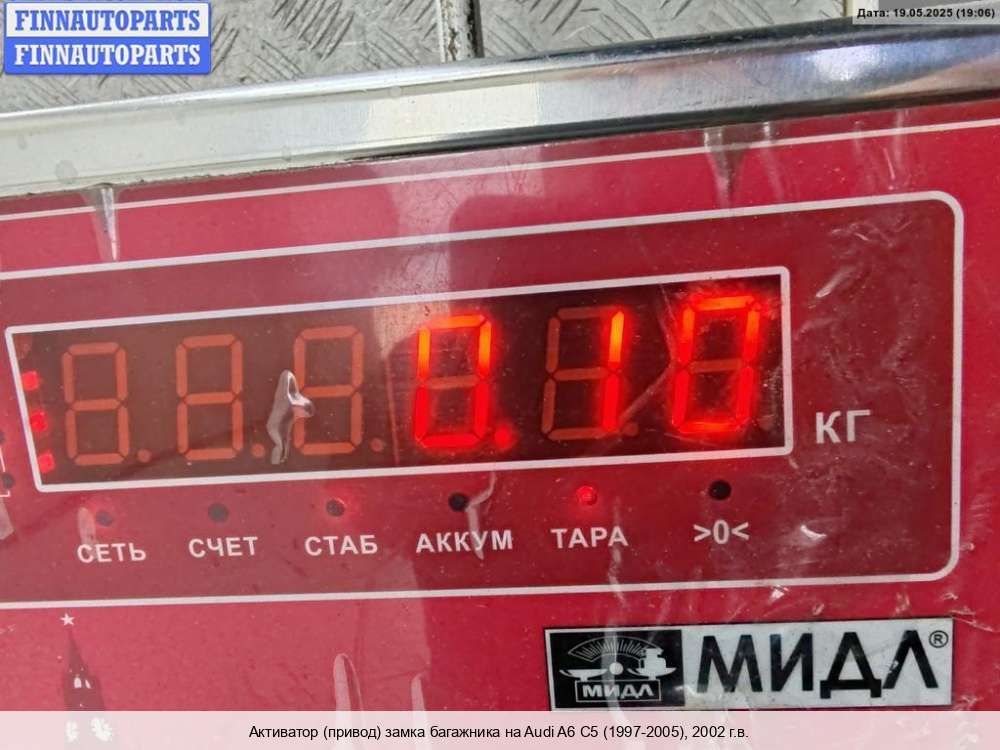 FINNAUTOPARTS
FINNAUTOPARTS
Дата: 19.05.2025 (19:06)
0.10
КГ
СЕТЬ СЧЕТ СТАБ АККУМ ТАРА >0<
МИДЛ
МИДЛ®
Активатор (привод) замка багажника на Audi A6 C5 (1997-2005), 2002 г.в.